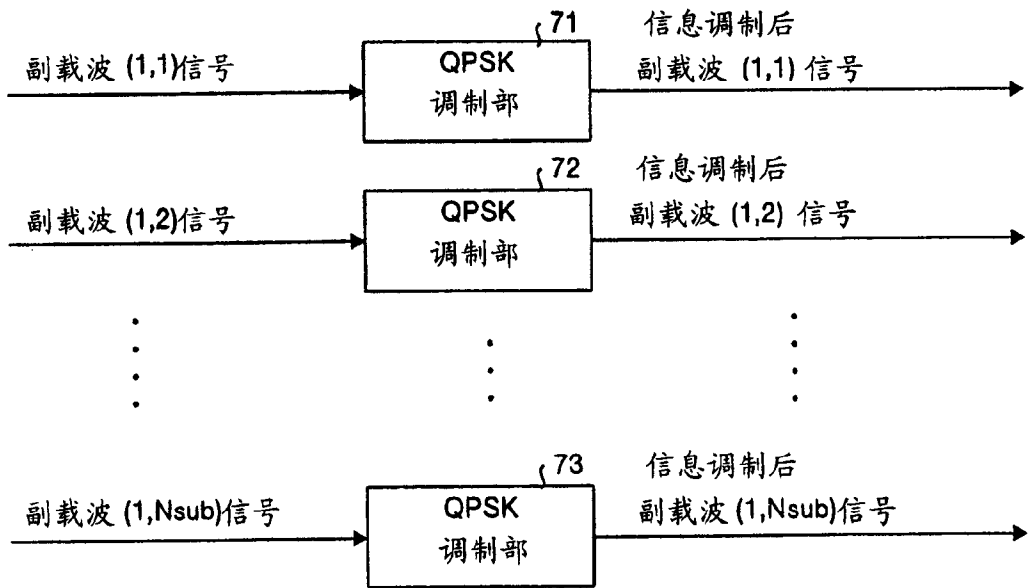 71
信息调制后
副载波 (1,1)信号
QPSK
调制部
副载波 (1,1) 信号
72
信息调制后
副载波 (1,2)信号
QPSK
调制部
副载波 (1,2) 信号
73
信息调制后
副载波 (1,Nsub)信号
QPSK
调制部
副载波 (1,Nsub)信号